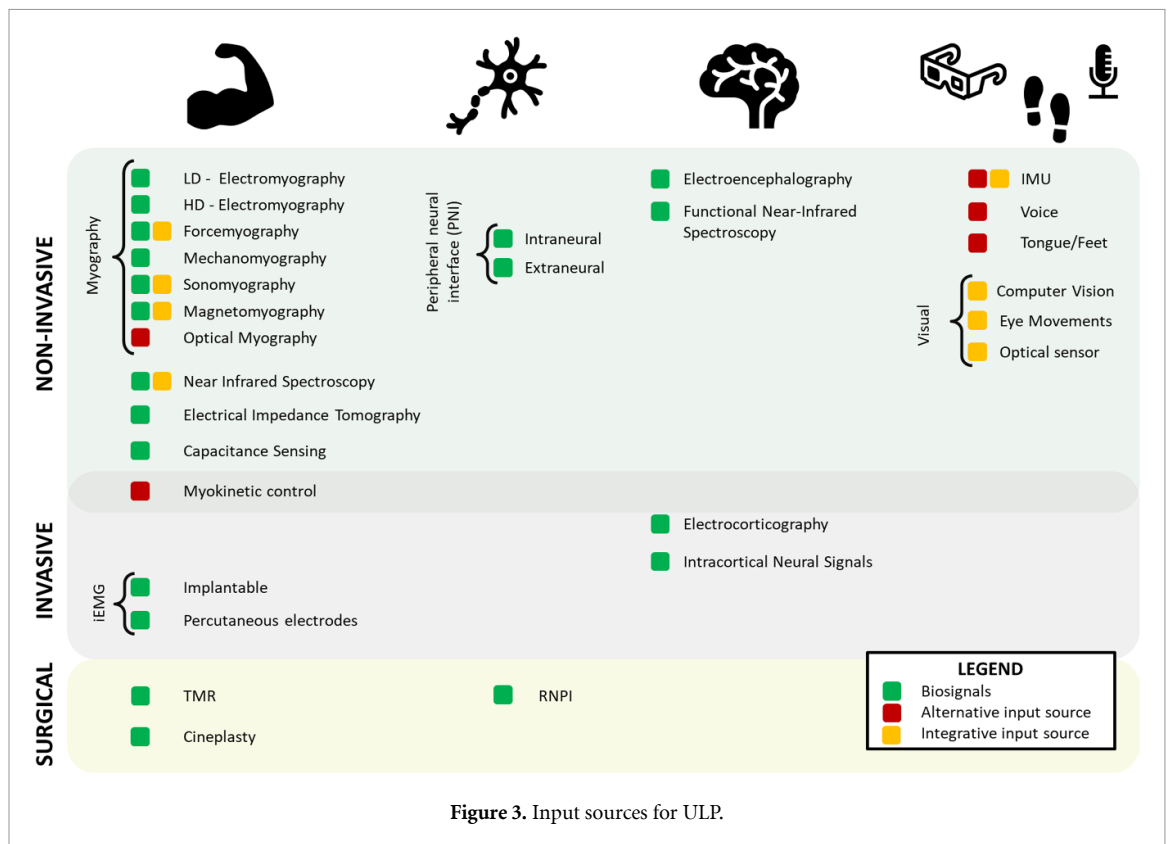 NON-INVASIVE
Myography
LD - Electromyography
HD - Electromyography
Forcemyography
Mechanomyography
Sonomyography
Magnetomyography
Optical Myography
Near Infrared Spectroscopy
Electrical Impedance Tomography
Capacitance Sensing
Myokinetic control
Peripheral neural
interface (PNI)
Intraneural
Extraneural
Electroencephalography
Functional Near-Infrared
Spectroscopy
IMU
Voice
Tongue/Feet
Visual
Computer Vision
Eye Movements
Optical sensor
INVASIVE
iEMG
Implantable
Percutaneous electrodes
Electrocorticography
Intracortical Neural Signals
SURGICAL
TMR
Cineplasty
RNPI
LEGEND
Biosignals
Alternative input source
Integrative input source
Figure 3. Input sources for ULP.